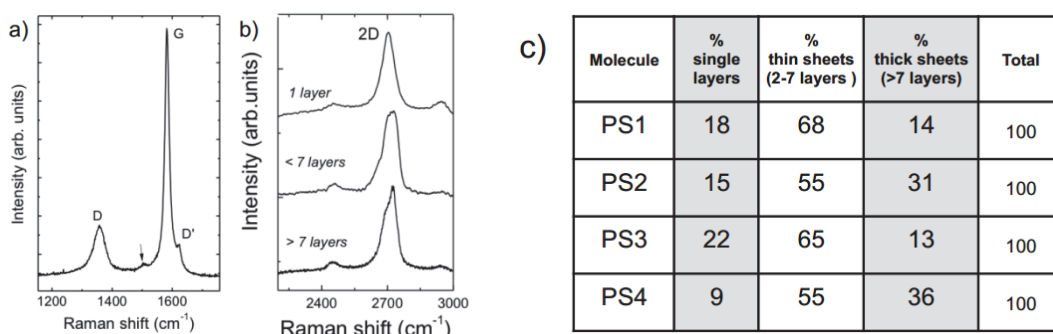 a)
G
D
D'
Intensity (arb. units)
1200 1400 1600
Raman shift (cm⁻¹)
b)
2D
1 layer
< 7 layers
> 7 layers
Intensity (arb.units)
2400 2700 3000
Raman shift (cm⁻¹)
c)
Molecule % single layers % thin sheets (2-7 layers ) % thick sheets (>7 layers) Total
PS1 18 68 14 100
PS2 15 55 31 100
PS3 22 65 13 100
PS4 9 55 36 100